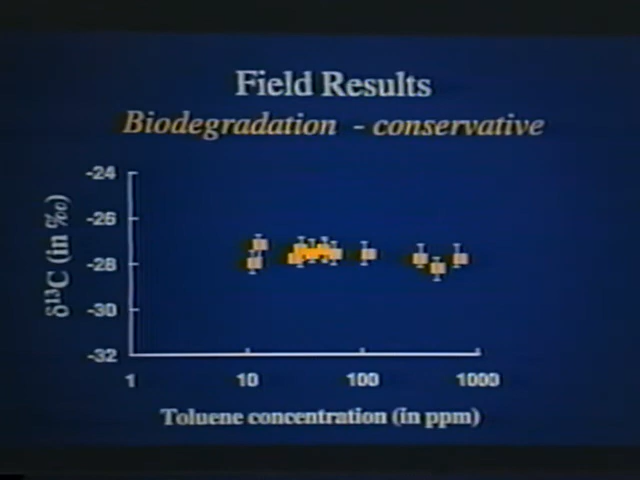 Field Results
Biodegradation - conservative
-24
-26
-28
-30
-32
δ¹³C (in ‰)
1 10 100 1000
Toluene concentration (in ppm)